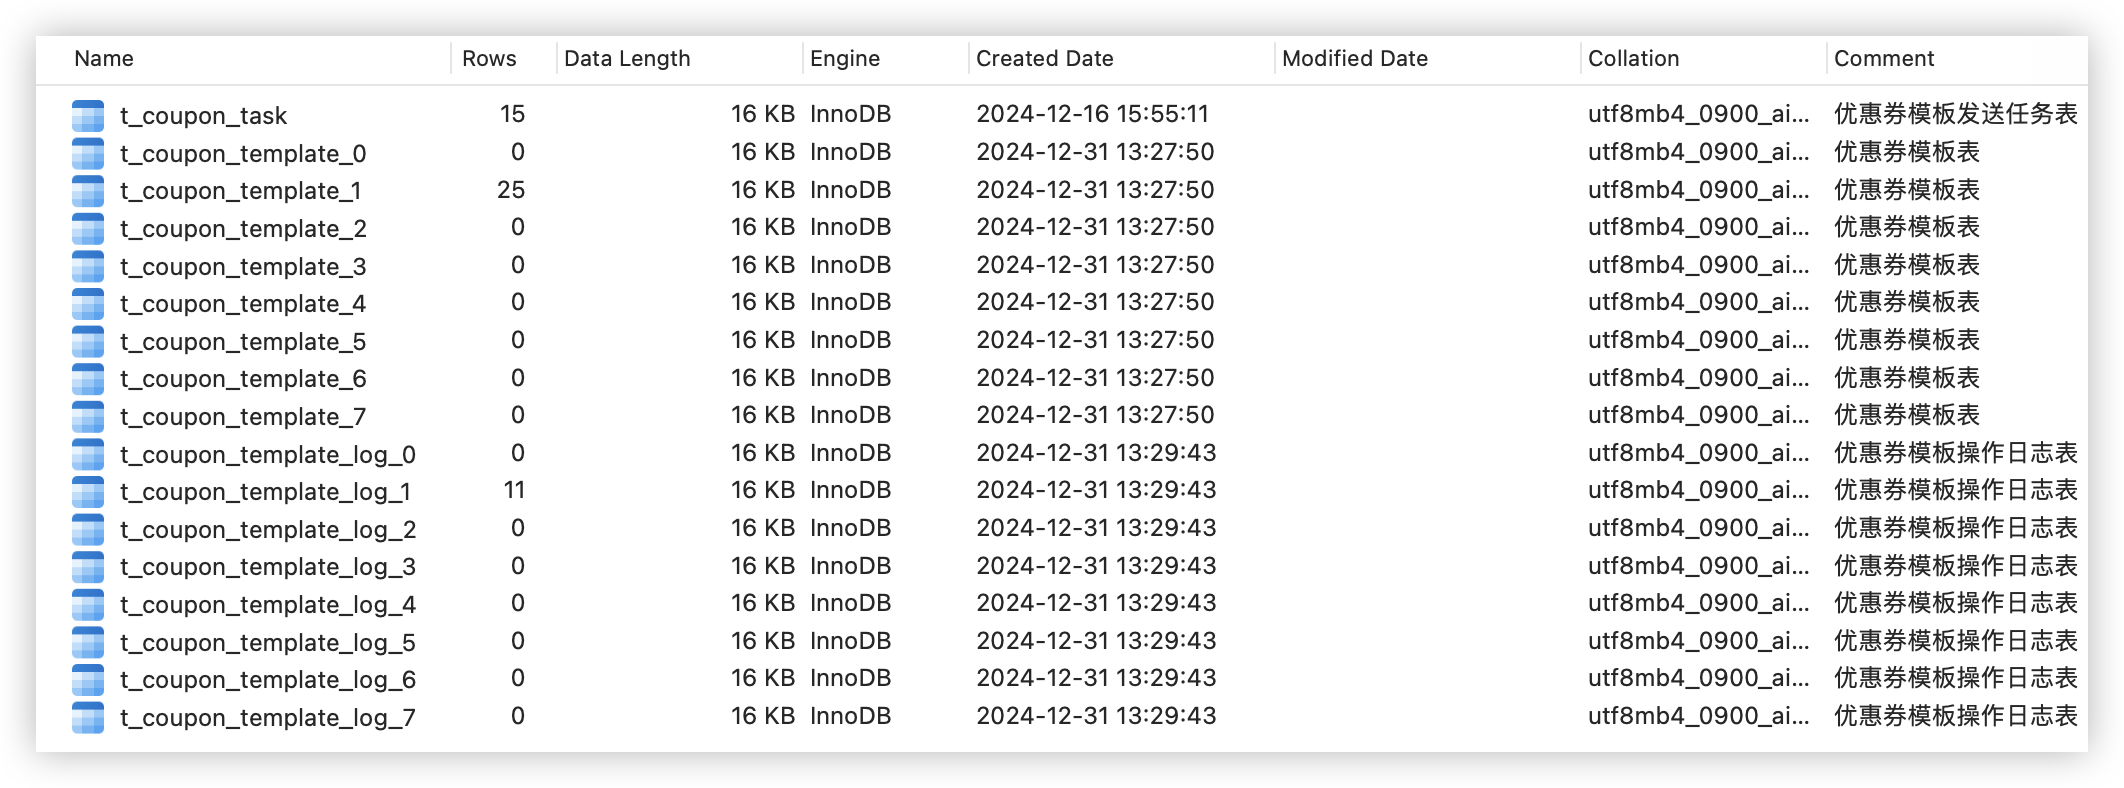 Name Rows Data Length Engine Created Date Modified Date Collation Comment
t_coupon_task 15 16 KB InnoDB 2024-12-16 15:55:11 utf8mb4_0900_ai... 优惠券模板发送任务表
t_coupon_template_0 0 16 KB InnoDB 2024-12-31 13:27:50 utf8mb4_0900_ai... 优惠券模板表
t_coupon_template_1 25 16 KB InnoDB 2024-12-31 13:27:50 utf8mb4_0900_ai... 优惠券模板表
t_coupon_template_2 0 16 KB InnoDB 2024-12-31 13:27:50 utf8mb4_0900_ai... 优惠券模板表
t_coupon_template_3 0 16 KB InnoDB 2024-12-31 13:27:50 utf8mb4_0900_ai... 优惠券模板表
t_coupon_template_4 0 16 KB InnoDB 2024-12-31 13:27:50 utf8mb4_0900_ai... 优惠券模板表
t_coupon_template_5 0 16 KB InnoDB 2024-12-31 13:27:50 utf8mb4_0900_ai... 优惠券模板表
t_coupon_template_6 0 16 KB InnoDB 2024-12-31 13:27:50 utf8mb4_0900_ai... 优惠券模板表
t_coupon_template_7 0 16 KB InnoDB 2024-12-31 13:27:50 utf8mb4_0900_ai... 优惠券模板表
t_coupon_template_log_0 0 16 KB InnoDB 2024-12-31 13:29:43 utf8mb4_0900_ai... 优惠券模板操作日志表
t_coupon_template_log_1 11 16 KB InnoDB 2024-12-31 13:29:43 utf8mb4_0900_ai... 优惠券模板操作日志表
t_coupon_template_log_2 0 16 KB InnoDB 2024-12-31 13:29:43 utf8mb4_0900_ai... 优惠券模板操作日志表
t_coupon_template_log_3 0 16 KB InnoDB 2024-12-31 13:29:43 utf8mb4_0900_ai... 优惠券模板操作日志表
t_coupon_template_log_4 0 16 KB InnoDB 2024-12-31 13:29:43 utf8mb4_0900_ai... 优惠券模板操作日志表
t_coupon_template_log_5 0 16 KB InnoDB 2024-12-31 13:29:43 utf8mb4_0900_ai... 优惠券模板操作日志表
t_coupon_template_log_6 0 16 KB InnoDB 2024-12-31 13:29:43 utf8mb4_0900_ai... 优惠券模板操作日志表
t_coupon_template_log_7 0 16 KB InnoDB 2024-12-31 13:29:43 utf8mb4_0900_ai... 优惠券模板操作日志表